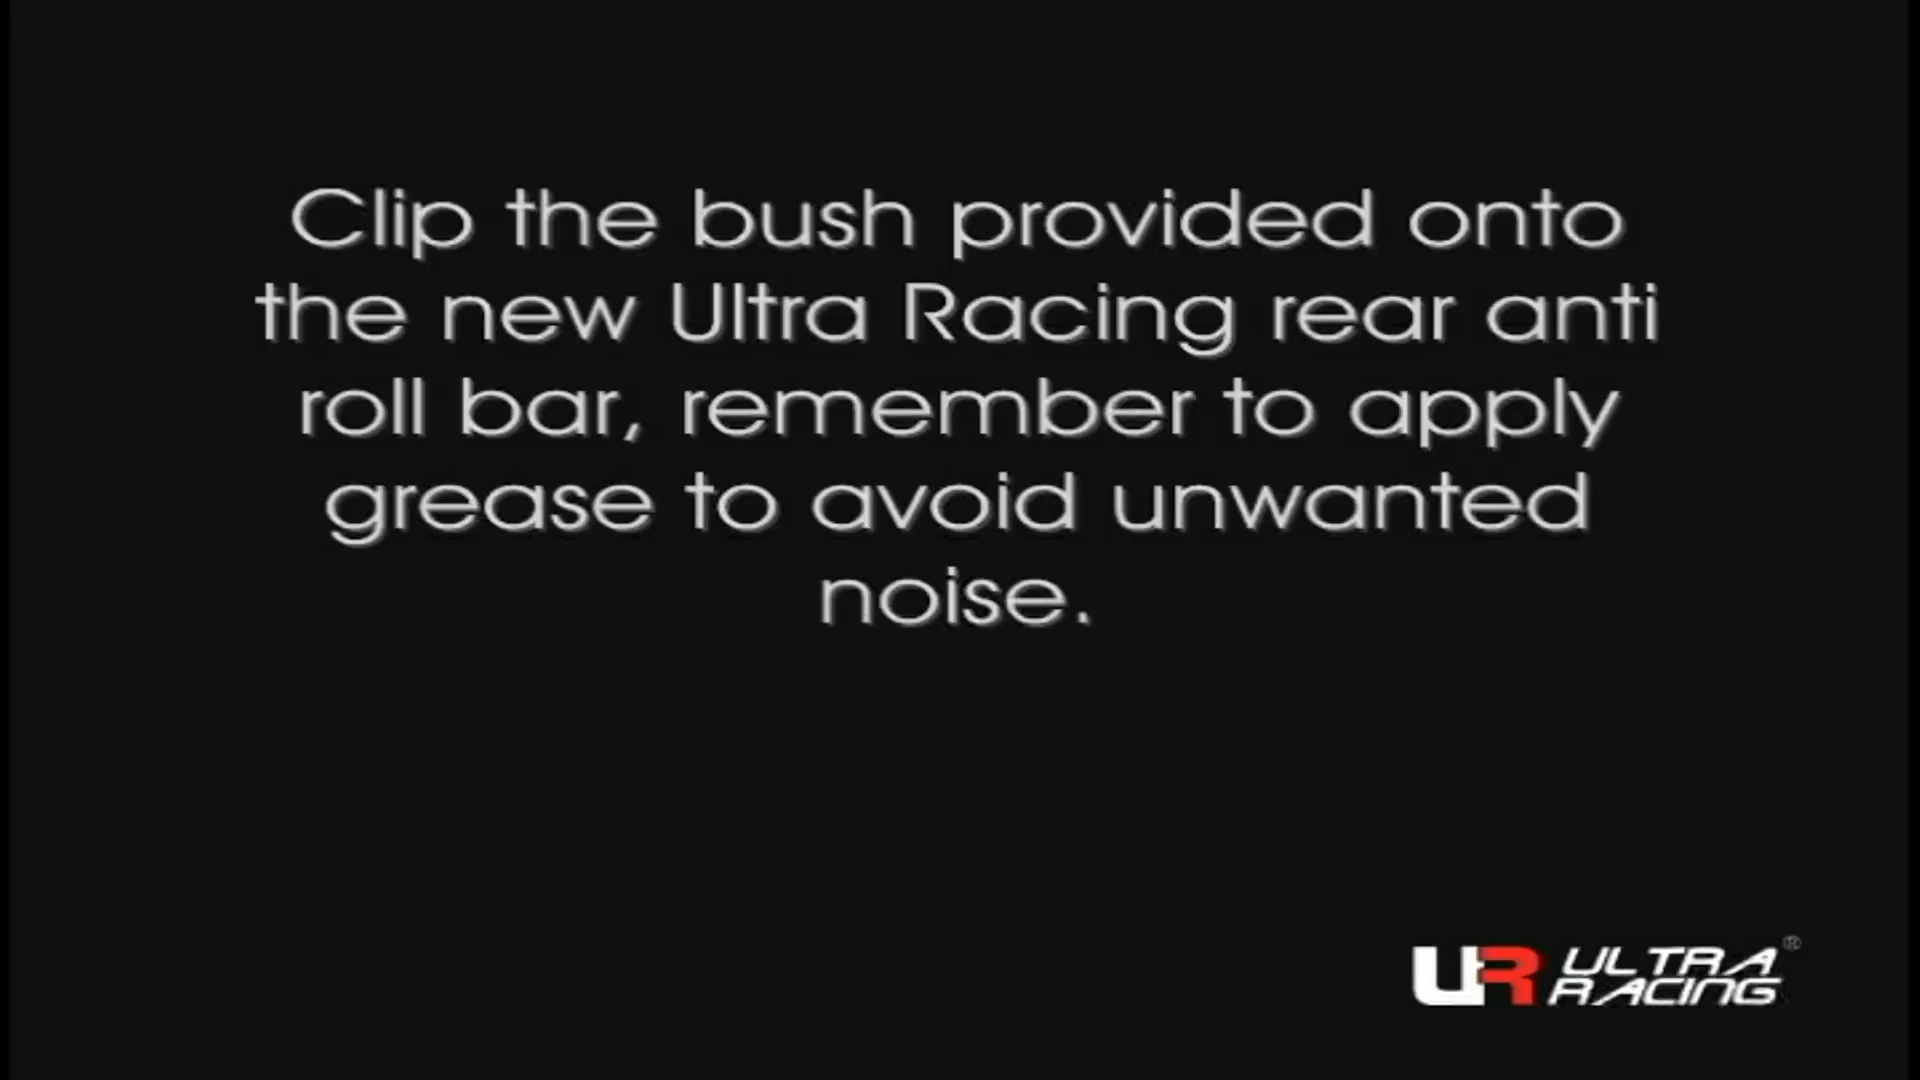 Clip the bush provided onto
the new Ultra Racing rear anti
roll bar, remember to apply
grease to avoid unwanted
noise.
UR ULTRA
RACING
®